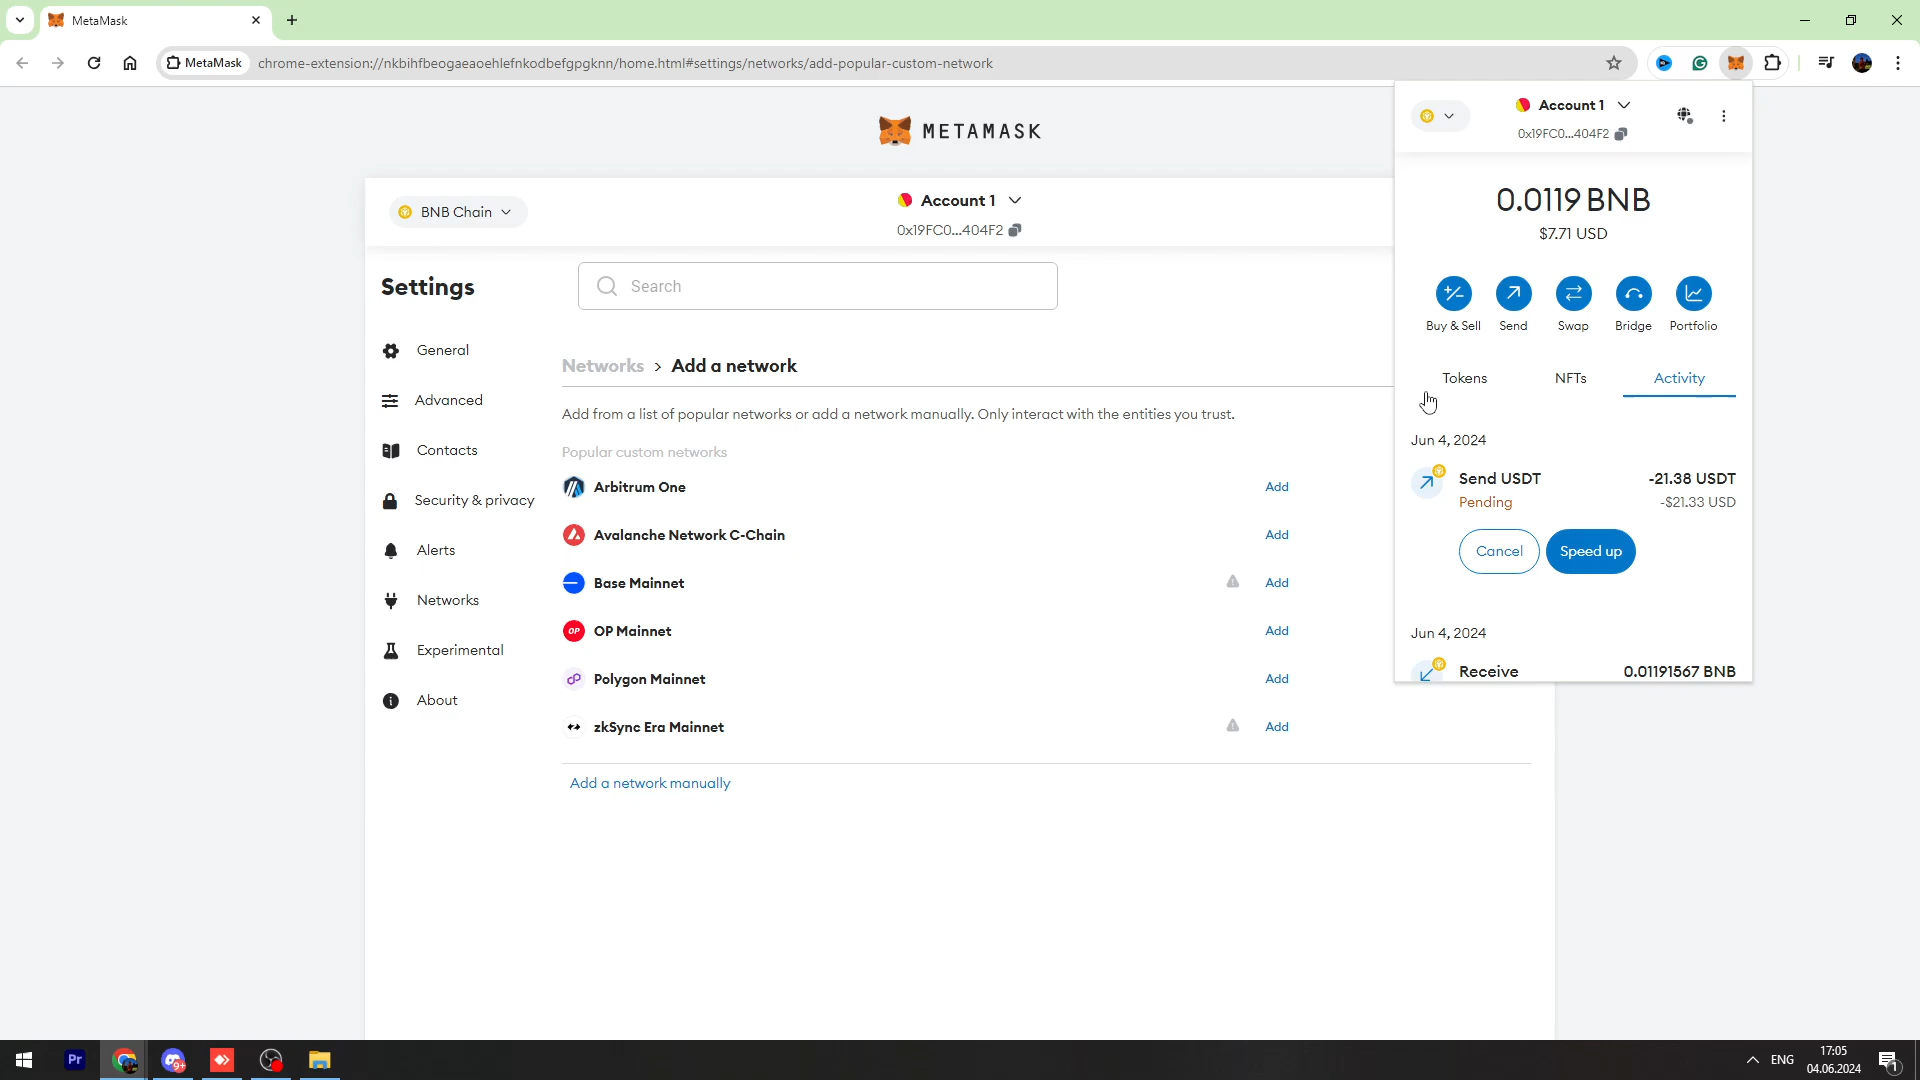 MetaMask
MetaMask
chrome-extension://nkbihfbeogaeaoehlefnkodbefgpgknn/home.html#settings/networks/add-popular-custom-network
METAMASK
BNB Chain
Account 1
0x19FC0...404F2
Settings
Search
General
Advanced
Contacts
Security & privacy
Alerts
Networks
Experimental
About
Networks > Add a network
Add from a list of popular networks or add a network manually. Only interact with the entities you trust.
Popular custom networks
Arbitrum One
Add
Avalanche Network C-Chain
Add
Base Mainnet
Add
OP
OP Mainnet
Add
Polygon Mainnet
Add
zkSync Era Mainnet
Add
Add a network manually
Account 1
0x19FC0...404F2
0.0119 BNB
$7.71 USD
Buy & Sell
Send
Swap
Bridge
Portfolio
Tokens
NFTs
Activity
Jun 4, 2024
Send USDT
-21.38 USDT
Pending
-$21.33 USD
Cancel
Speed up
Jun 4, 2024
Receive
0.01191567 BNB
Pr
9+
ENG
17:05
04.06.2024
1